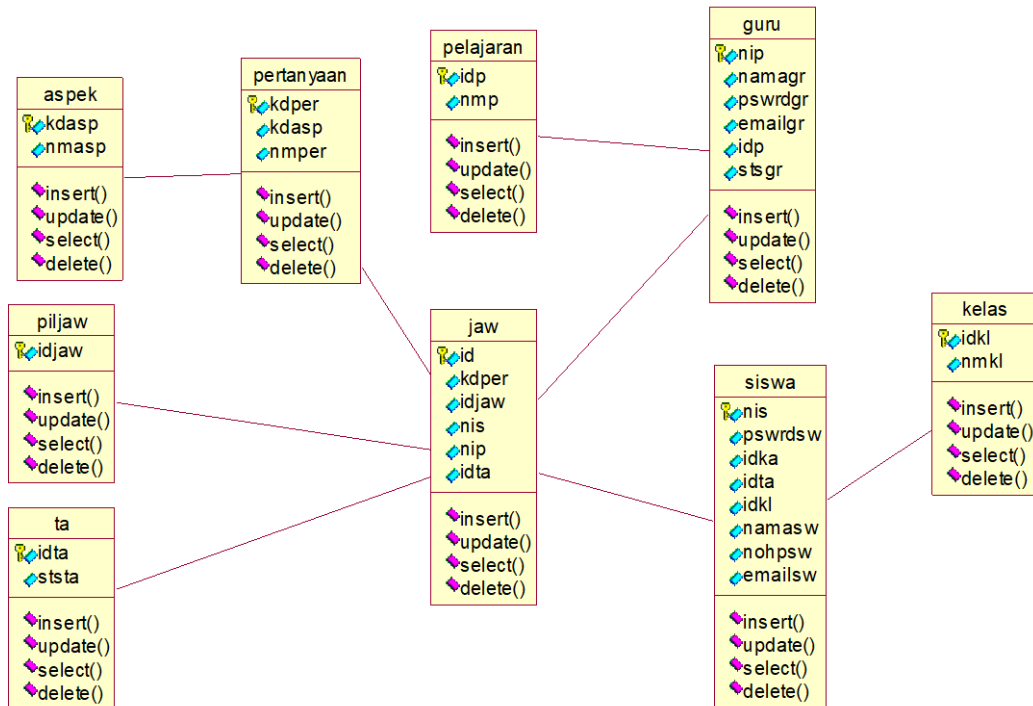 aspek
kdasp
nmasp
insert()
update()
select()
delete()
pertanyaan
kdper
kdasp
nmper
insert()
update()
select()
delete()
pelajaran
idp
nmp
insert()
update()
select()
delete()
guru
nip
namagr
pswrdgr
emailgr
idp
stsgr
insert()
update()
select()
delete()
piljaw
idjaw
insert()
update()
select()
delete()
jaw
id
kdper
idjaw
nis
nip
idta
insert()
update()
select()
delete()
siswa
nis
pswrdsw
idka
idta
idkl
namasw
nohpsw
emailsw
insert()
update()
select()
delete()
kelas
idkl
nmkl
insert()
update()
select()
delete()
ta
idta
ststa
insert()
update()
select()
delete()